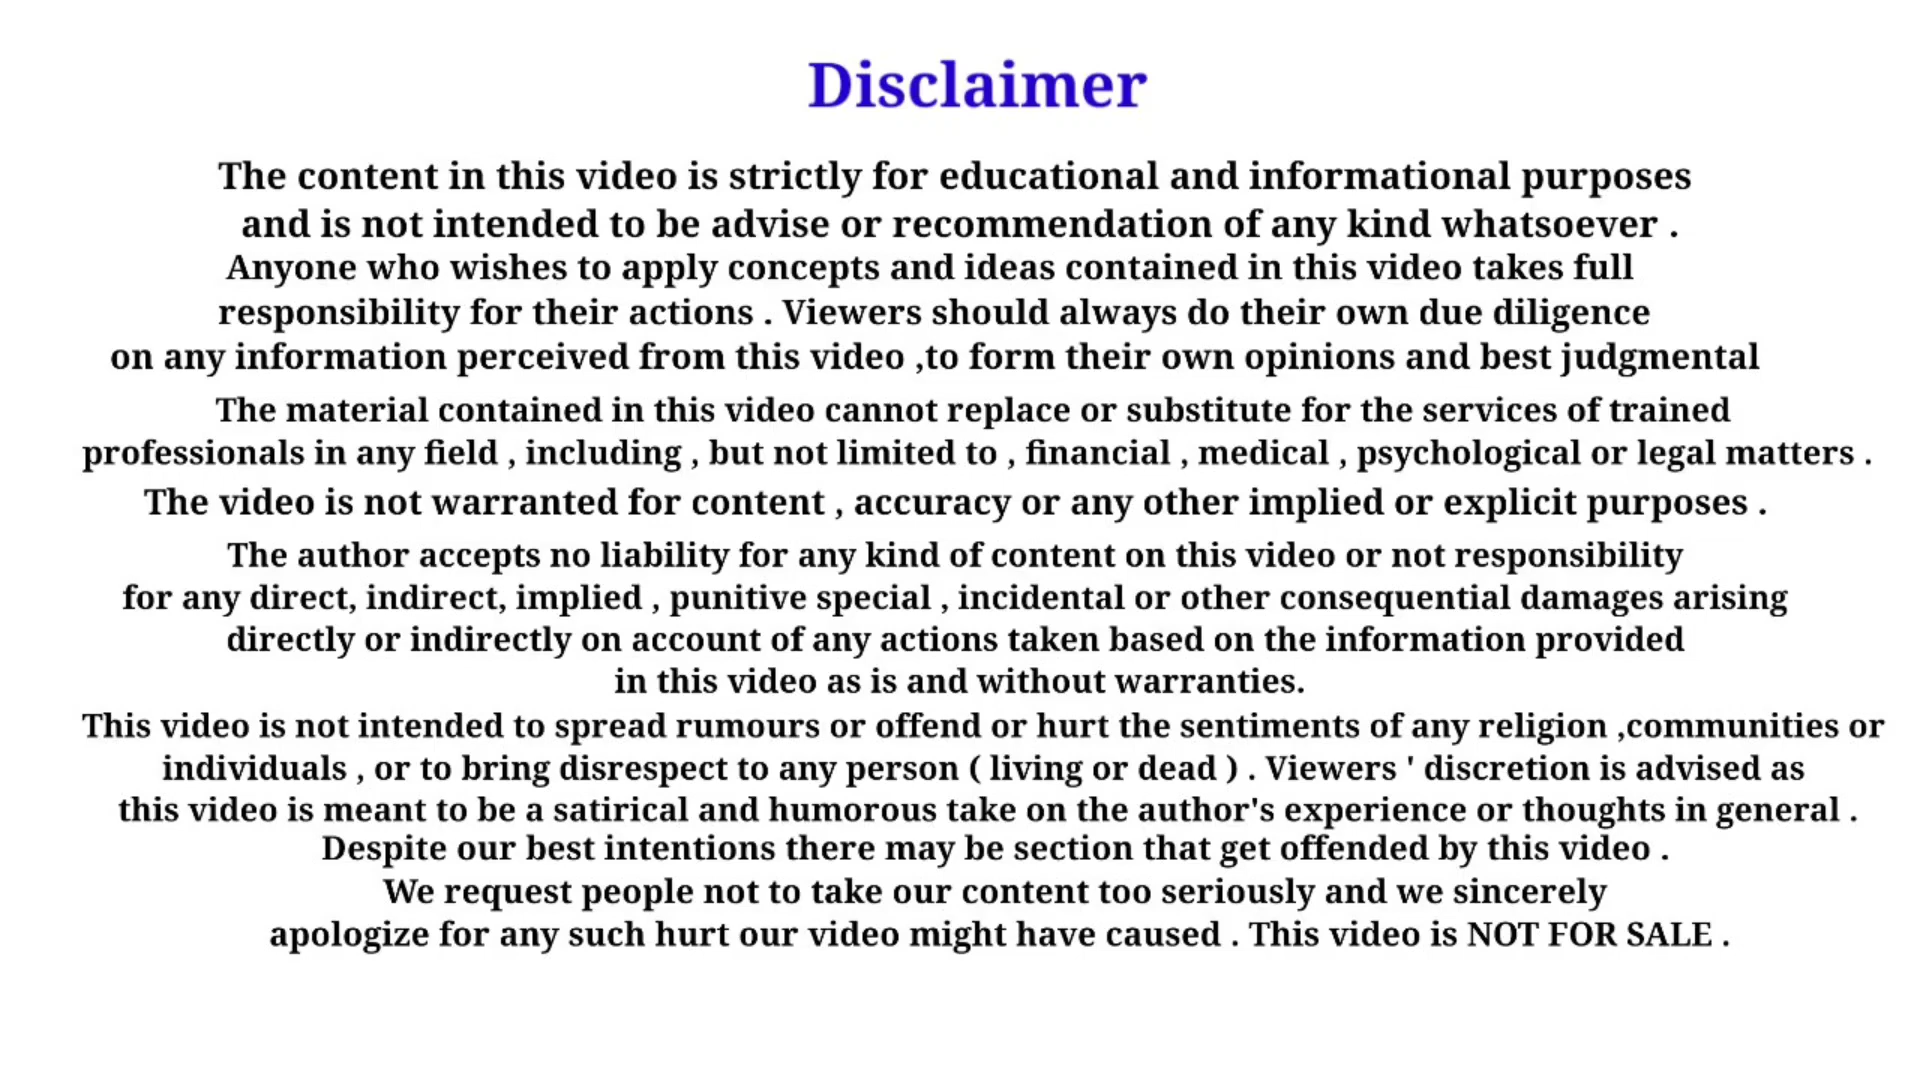 Disclaimer
The content in this video is strictly for educational and informational purposes
and is not intended to be advise or recommendation of any kind whatsoever .
Anyone who wishes to apply concepts and ideas contained in this video takes full
responsibility for their actions . Viewers should always do their own due diligence
on any information perceived from this video ,to form their own opinions and best judgmental
The material contained in this video cannot replace or substitute for the services of trained
professionals in any field , including , but not limited to , financial , medical , psychological or legal matters .
The video is not warranted for content , accuracy or any other implied or explicit purposes .
The author accepts no liability for any kind of content on this video or not responsibility
for any direct, indirect, implied , punitive special , incidental or other consequential damages arising
directly or indirectly on account of any actions taken based on the information provided
in this video as is and without warranties.
This video is not intended to spread rumours or offend or hurt the sentiments of any religion ,communities or
individuals , or to bring disrespect to any person ( living or dead ) . Viewers ' discretion is advised as
this video is meant to be a satirical and humorous take on the author's experience or thoughts in general .
Despite our best intentions there may be section that get offended by this video .
We request people not to take our content too seriously and we sincerely
apologize for any such hurt our video might have caused . This video is NOT FOR SALE .